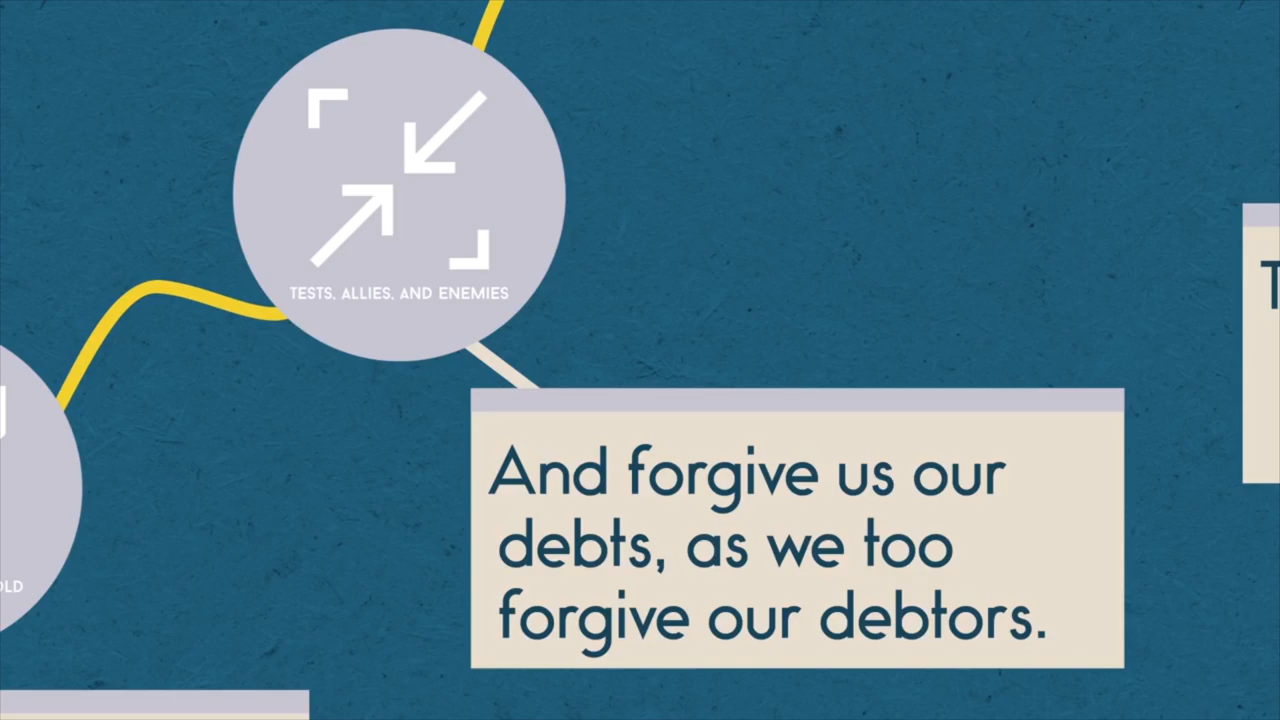 TESTS, ALLIES, AND ENEMIES
And forgive us our
debts, as we too
forgive our debtors.